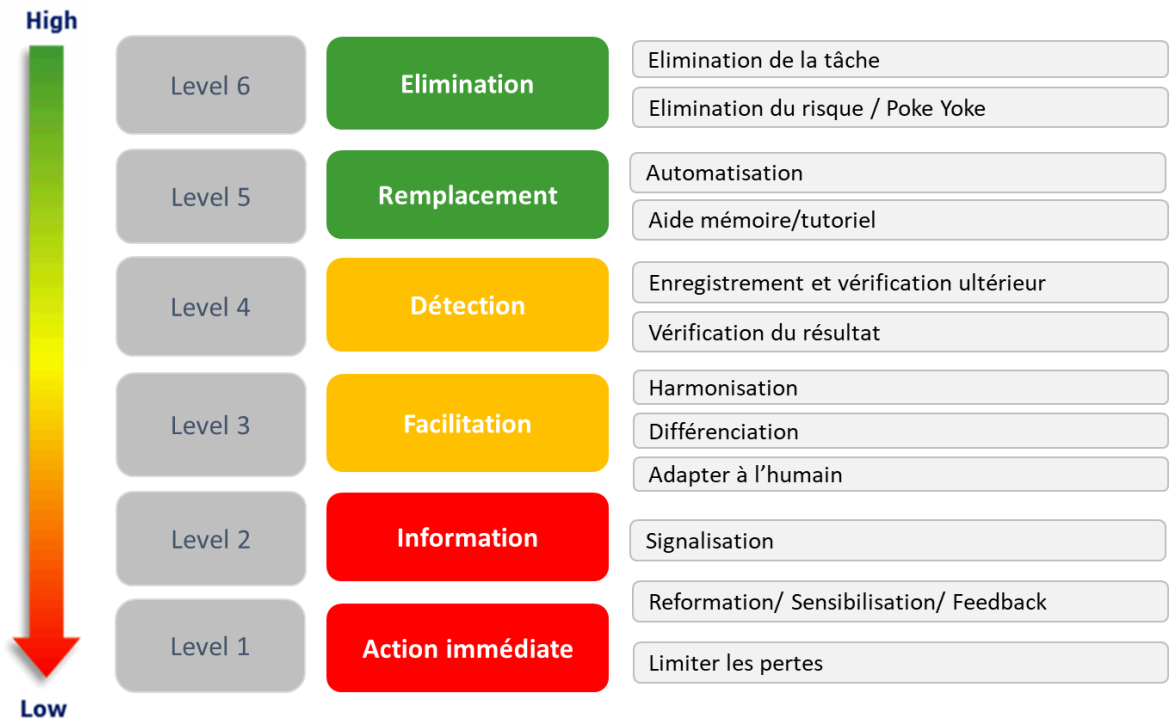 High
Level 6
Elimination
Elimination de la tâche
Elimination du risque / Poke Yoke
Level 5
Remplacement
Automatisation
Aide mémoire/tutoriel
Level 4
Détection
Enregistrement et vérification ultérieur
Vérification du résultat
Level 3
Facilitation
Harmonisation
Différenciation
Adapter à l’humain
Level 2
Information
Signalisation
Level 1
Action immédiate
Reformation/ Sensibilisation/ Feedback
Limiter les pertes
Low